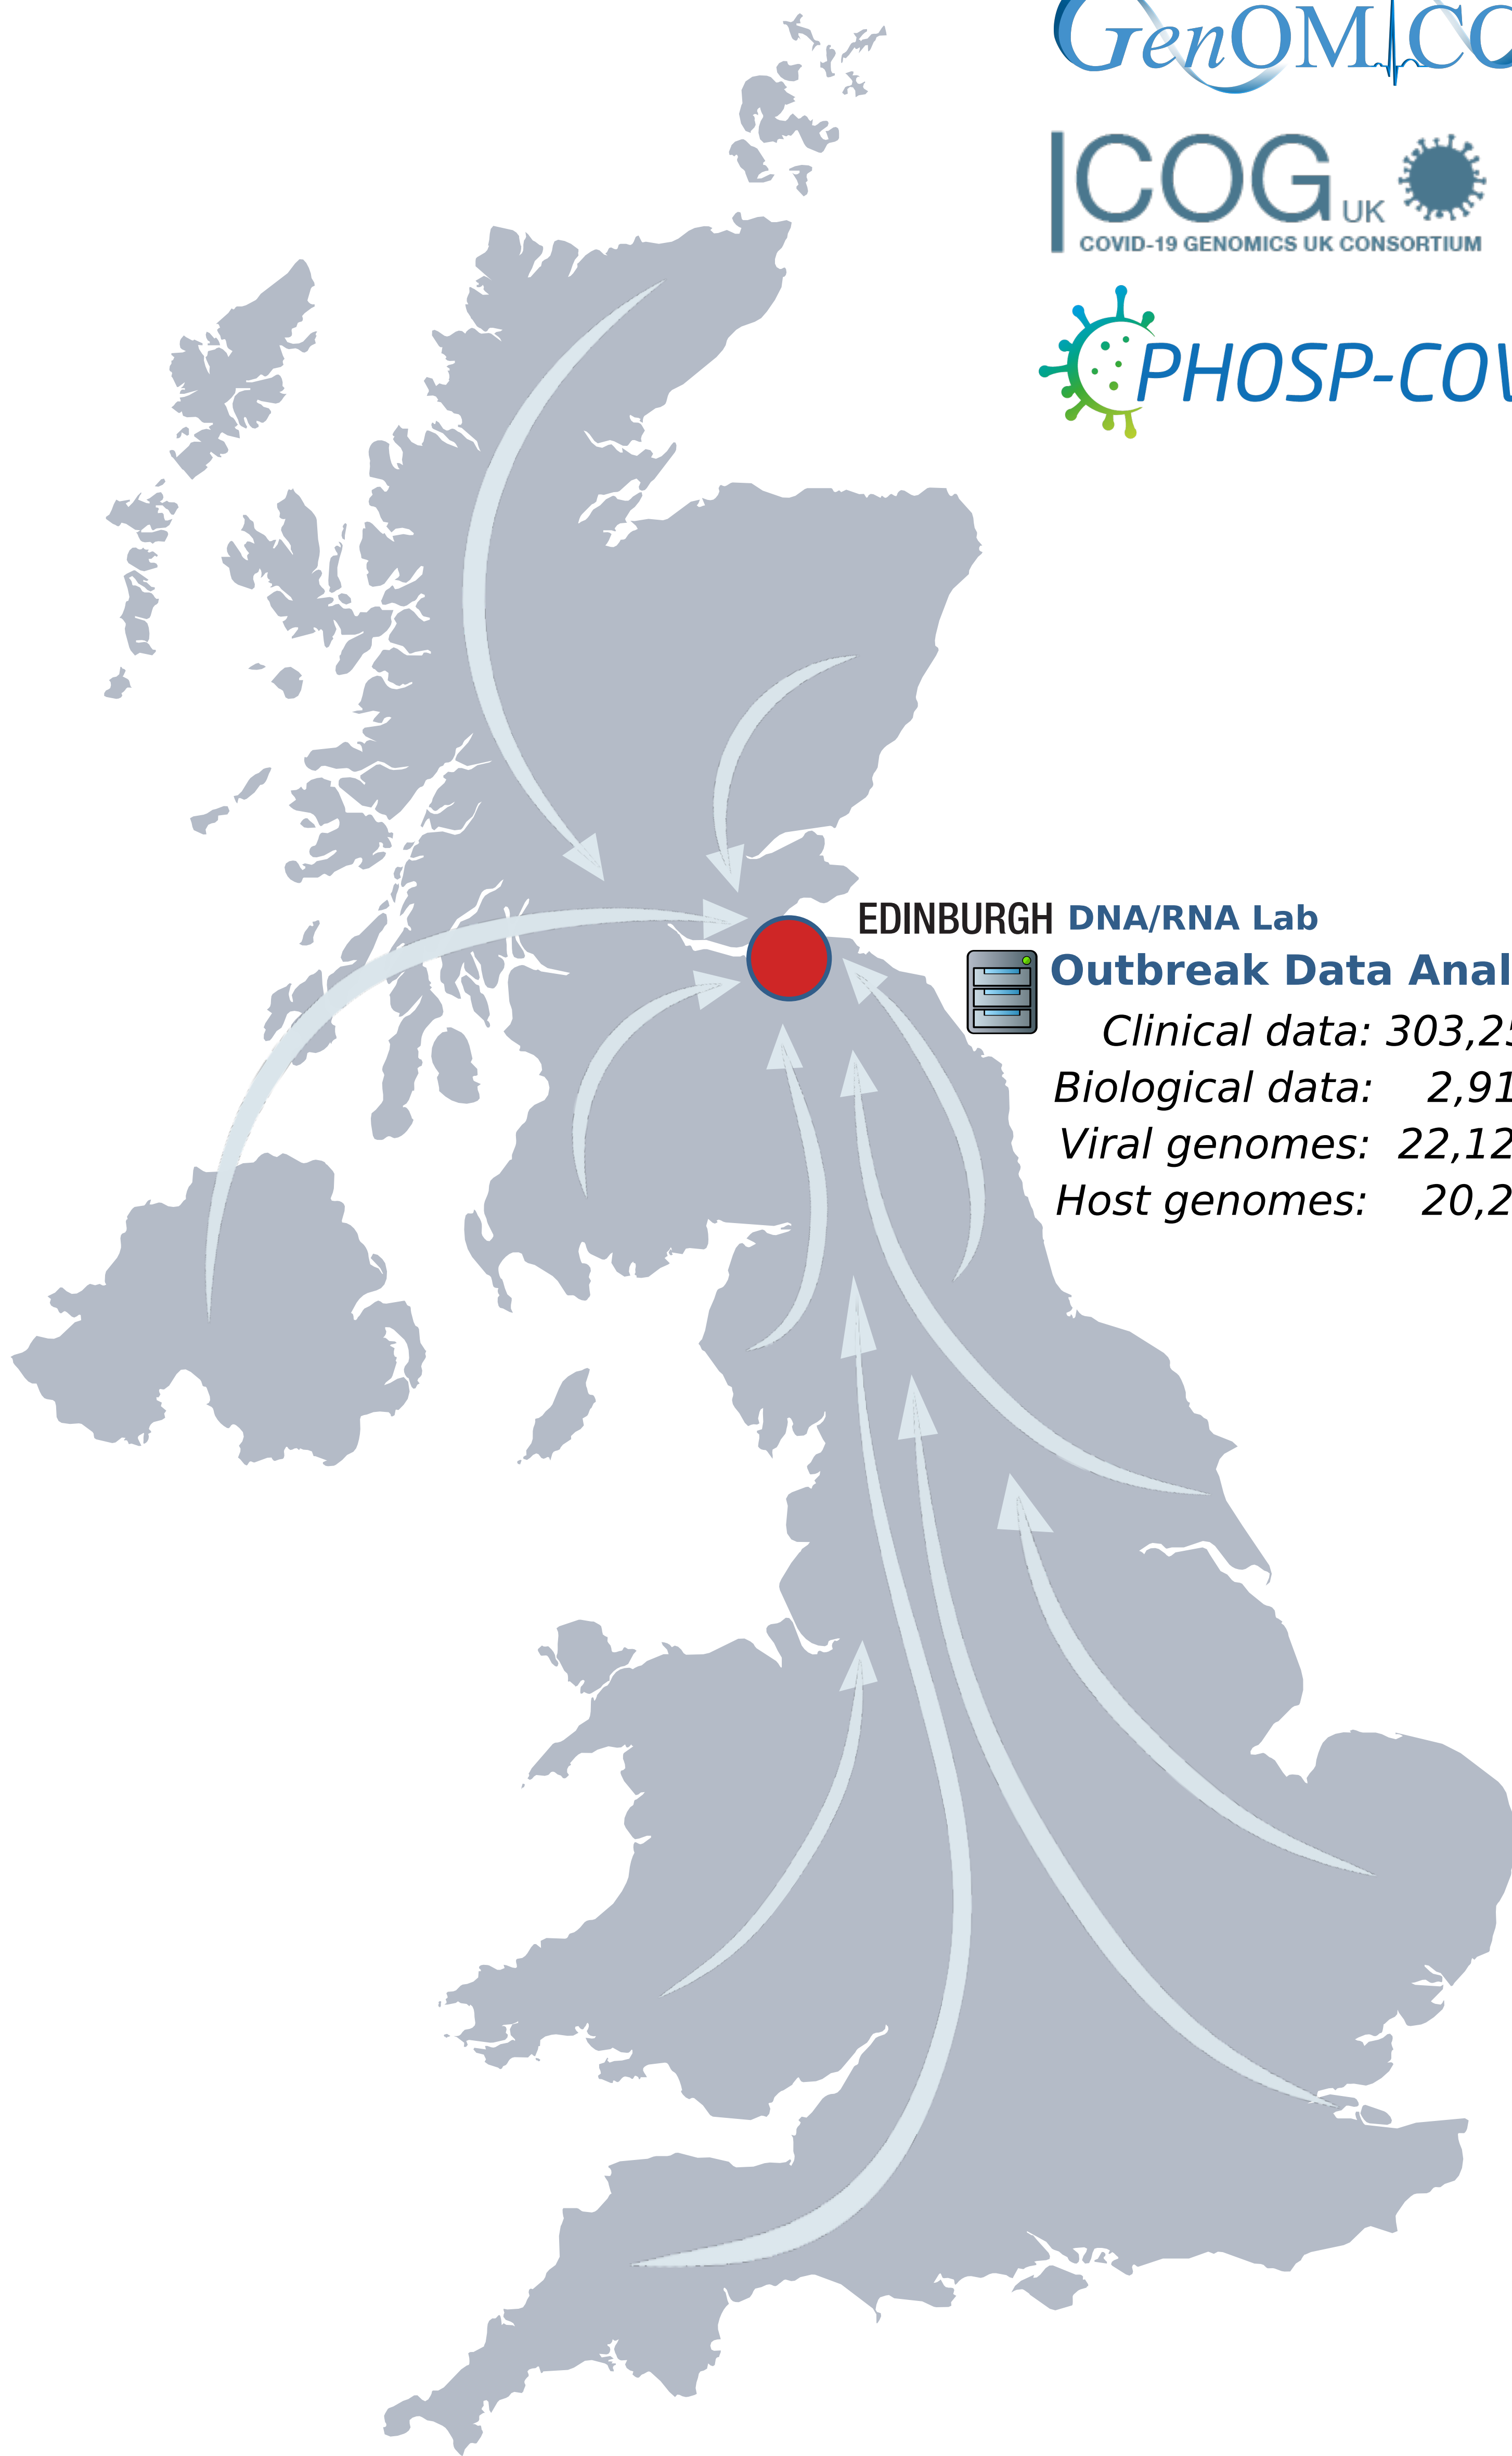 GenOMICC
COG UK
COVID-19 GENOMICS UK CONSORTIUM
PHOSP-COV
EDINBURGH DNA/RNA Lab
Outbreak Data Anal
Clinical data: 303,25
Biological data: 2,91
Viral genomes: 22,12
Host genomes: 20,2